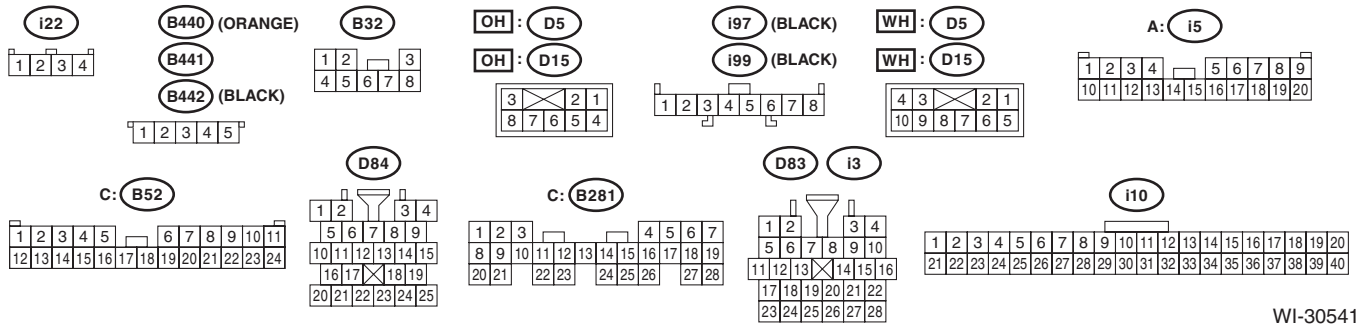 i22
1 2 3 4
B440 (ORANGE)
B441
B442 (BLACK)
1 2 3 4 5
B32
1 2 3
4 5 6 7 8
OH : D5
OH : D15
3 2 1
8 7 6 5 4
i97 (BLACK)
i99 (BLACK)
1 2 3 4 5 6 7 8
WH : D5
WH : D15
4 3 2 1
10 9 8 7 6 5
A: i5
1 2 3 4 5 6 7 8 9
10 11 12 13 14 15 16 17 18 19 20
C: B52
1 2 3 4 5 6 7 8 9 10 11
12 13 14 15 16 17 18 19 20 21 22 23 24
D84
1 2 3 4
5 6 7 8 9
10 11 12 13 14 15
16 17 18 19
20 21 22 23 24 25
C: B281
1 2 3 4 5 6 7
8 9 10 11 12 13 14 15 16 17 18 19
20 21 22 23 24 25 26 27 28
D83 i3
1 2 3 4
5 6 7 8 9 10
11 12 13 14 15 16
17 18 19 20 21 22
23 24 25 26 27 28
i10
1 2 3 4 5 6 7 8 9 10 11 12 13 14 15 16 17 18 19 20
21 22 23 24 25 26 27 28 29 30 31 32 33 34 35 36 37 38 39 40
WI-30541